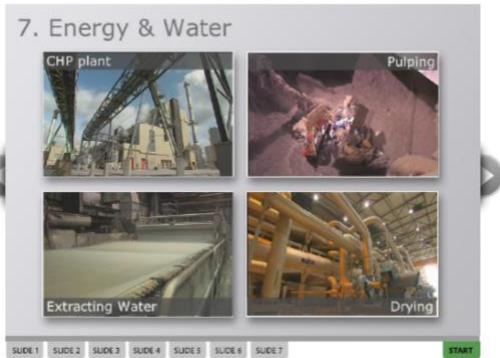 7. Energy & Water
CHP plant
Pulping
Extracting Water
Drying
SLIDE 1 SLIDE 2 SLIDE 3 SLIDE 4 SLIDE 5 SLIDE 6 SLIDE 7 START